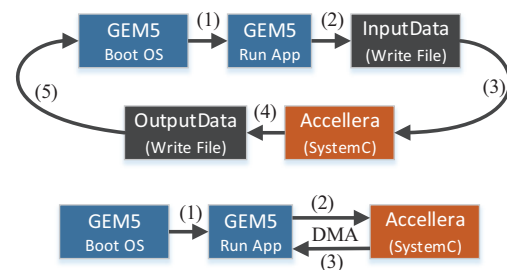 (1)
(2)
GEM5
Boot OS
GEM5
Run App
InputData
(Write File)
(3)
(5)
(4)
OutputData
(Write File)
Accellera
(SystemC)
GEM5
Boot OS
(1)
GEM5
Run App
(2)
DMA
(3)
Accellera
(SystemC)